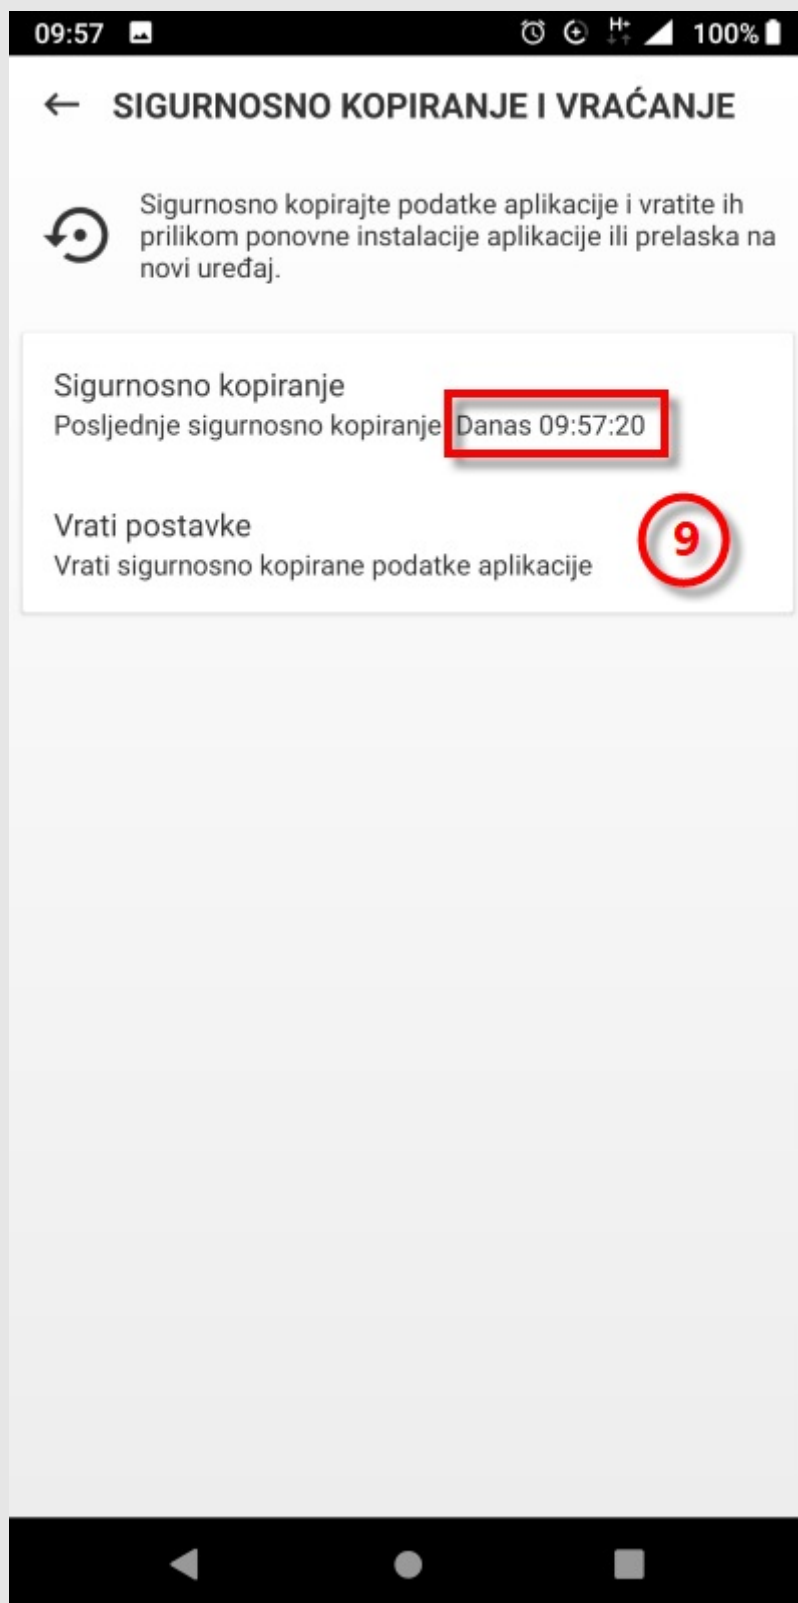 09:57 H+ 100%
SIGURNOSNO KOPIRANJE I VRAĆANJE
Sigurnosno kopirajte podatke aplikacije i vratite ih
prilikom ponovne instalacije aplikacije ili prelaska na
novi uređaj.
Sigurnosno kopiranje
Posljednje sigurnosno kopiranje Danas 09:57:20
Vrati postavke
9
Vrati sigurnosno kopirane podatke aplikacije